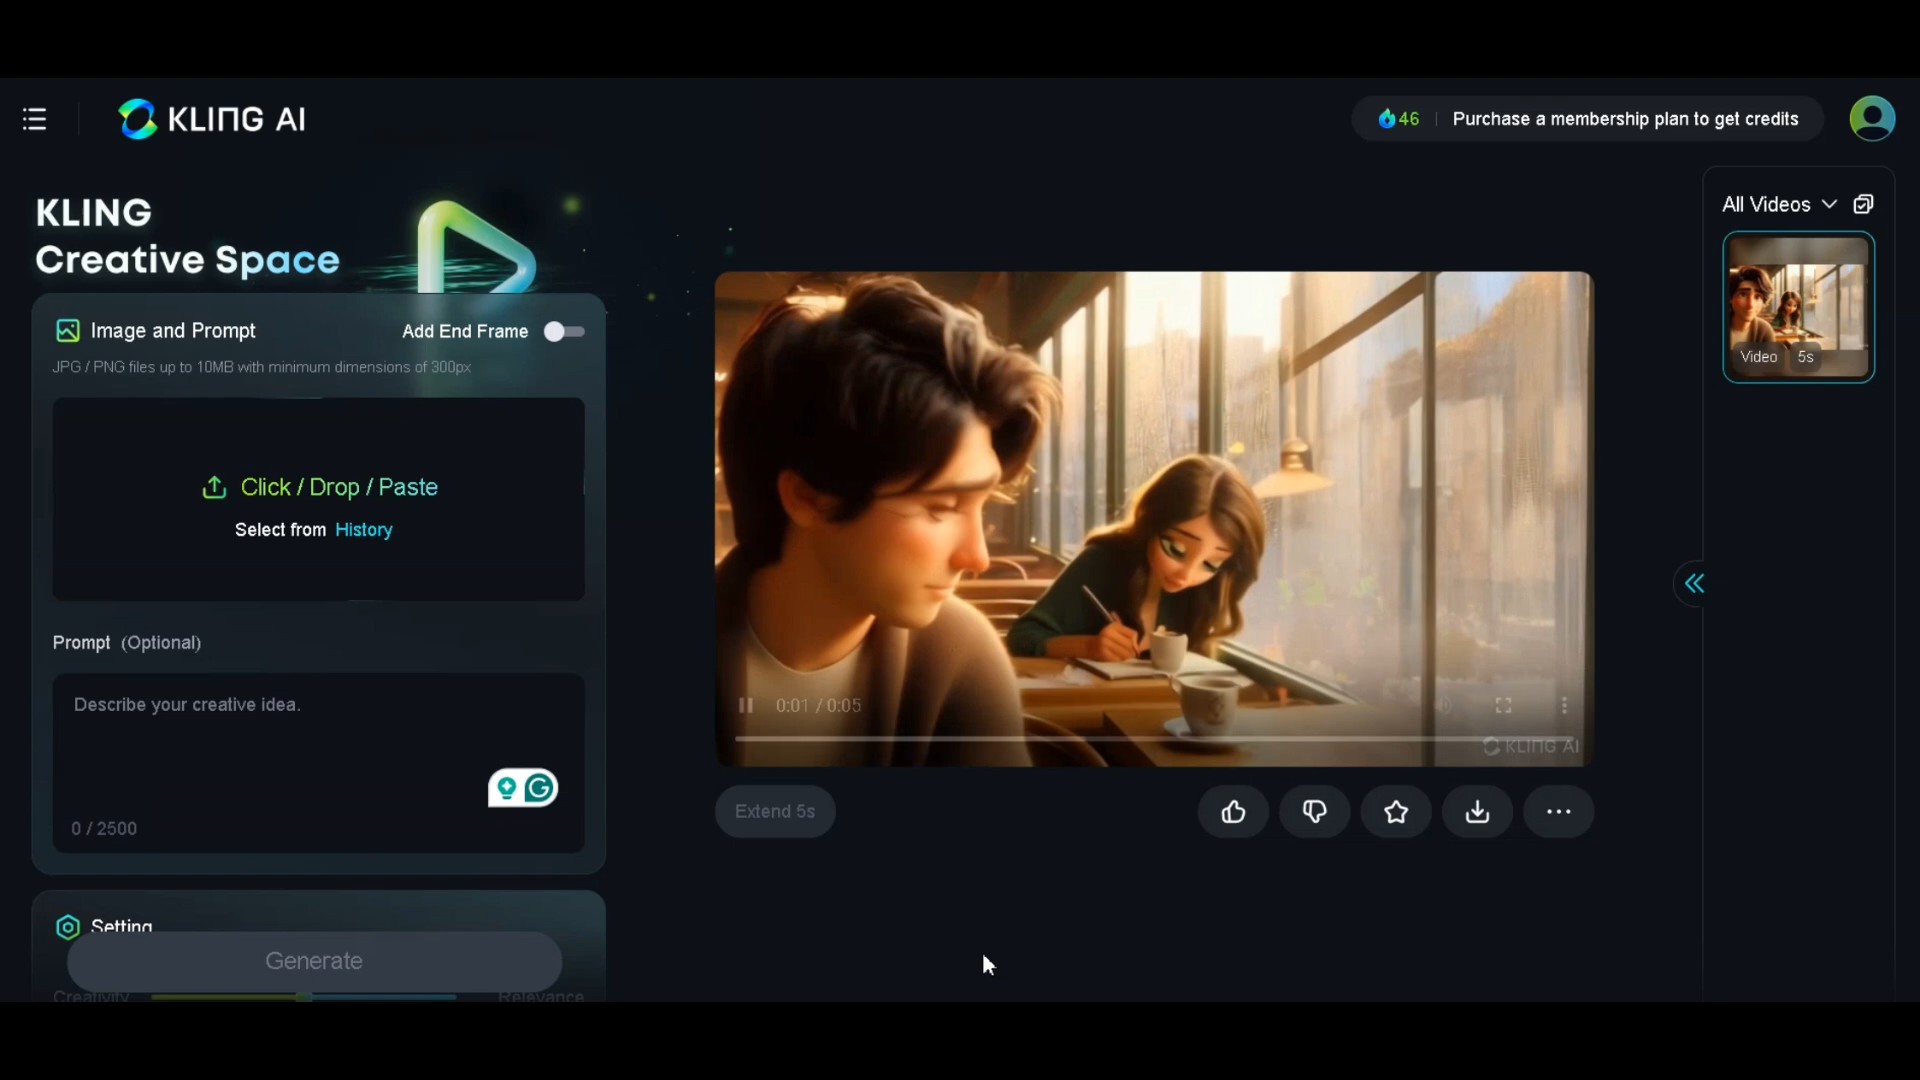 KLING AI
46
Purchase a membership plan to get credits
KLING
Creative Space
All Videos
Image and Prompt
Add End Frame
JPG / PNG files up to 10MB with minimum dimensions of 300px
Video 5s
Click / Drop / Paste
Select from History
Prompt (Optional)
Describe your creative idea.
0 / 2500
0:01 / 0:05
KLING AI
Extend 5s
Setting
Generate
Creativity
Relevance